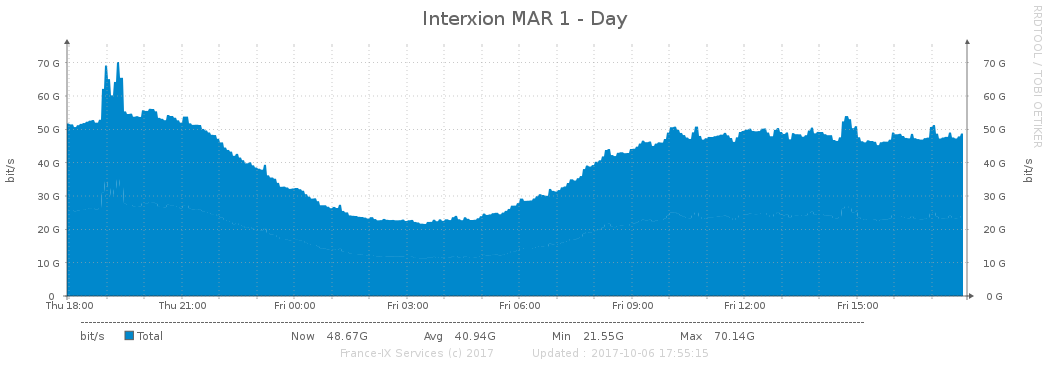 Interxion MAR 1 - Day
RRDTOOL / TOBI OETIKER
70 G 70 G
60 G 60 G
50 G 50 G
40 G 40 G
30 G 30 G
20 G 20 G
10 G 10 G
0 0 G
bit/s bit/s
Thu 18:00 Thu 21:00 Fri 00:00 Fri 03:00 Fri 06:00 Fri 09:00 Fri 12:00 Fri 15:00
bit/s Total Now 48.67G Avg 40.94G Min 21.55G Max 70.14G
France-IX Services (c) 2017 Updated : 2017-10-06 17:55:15